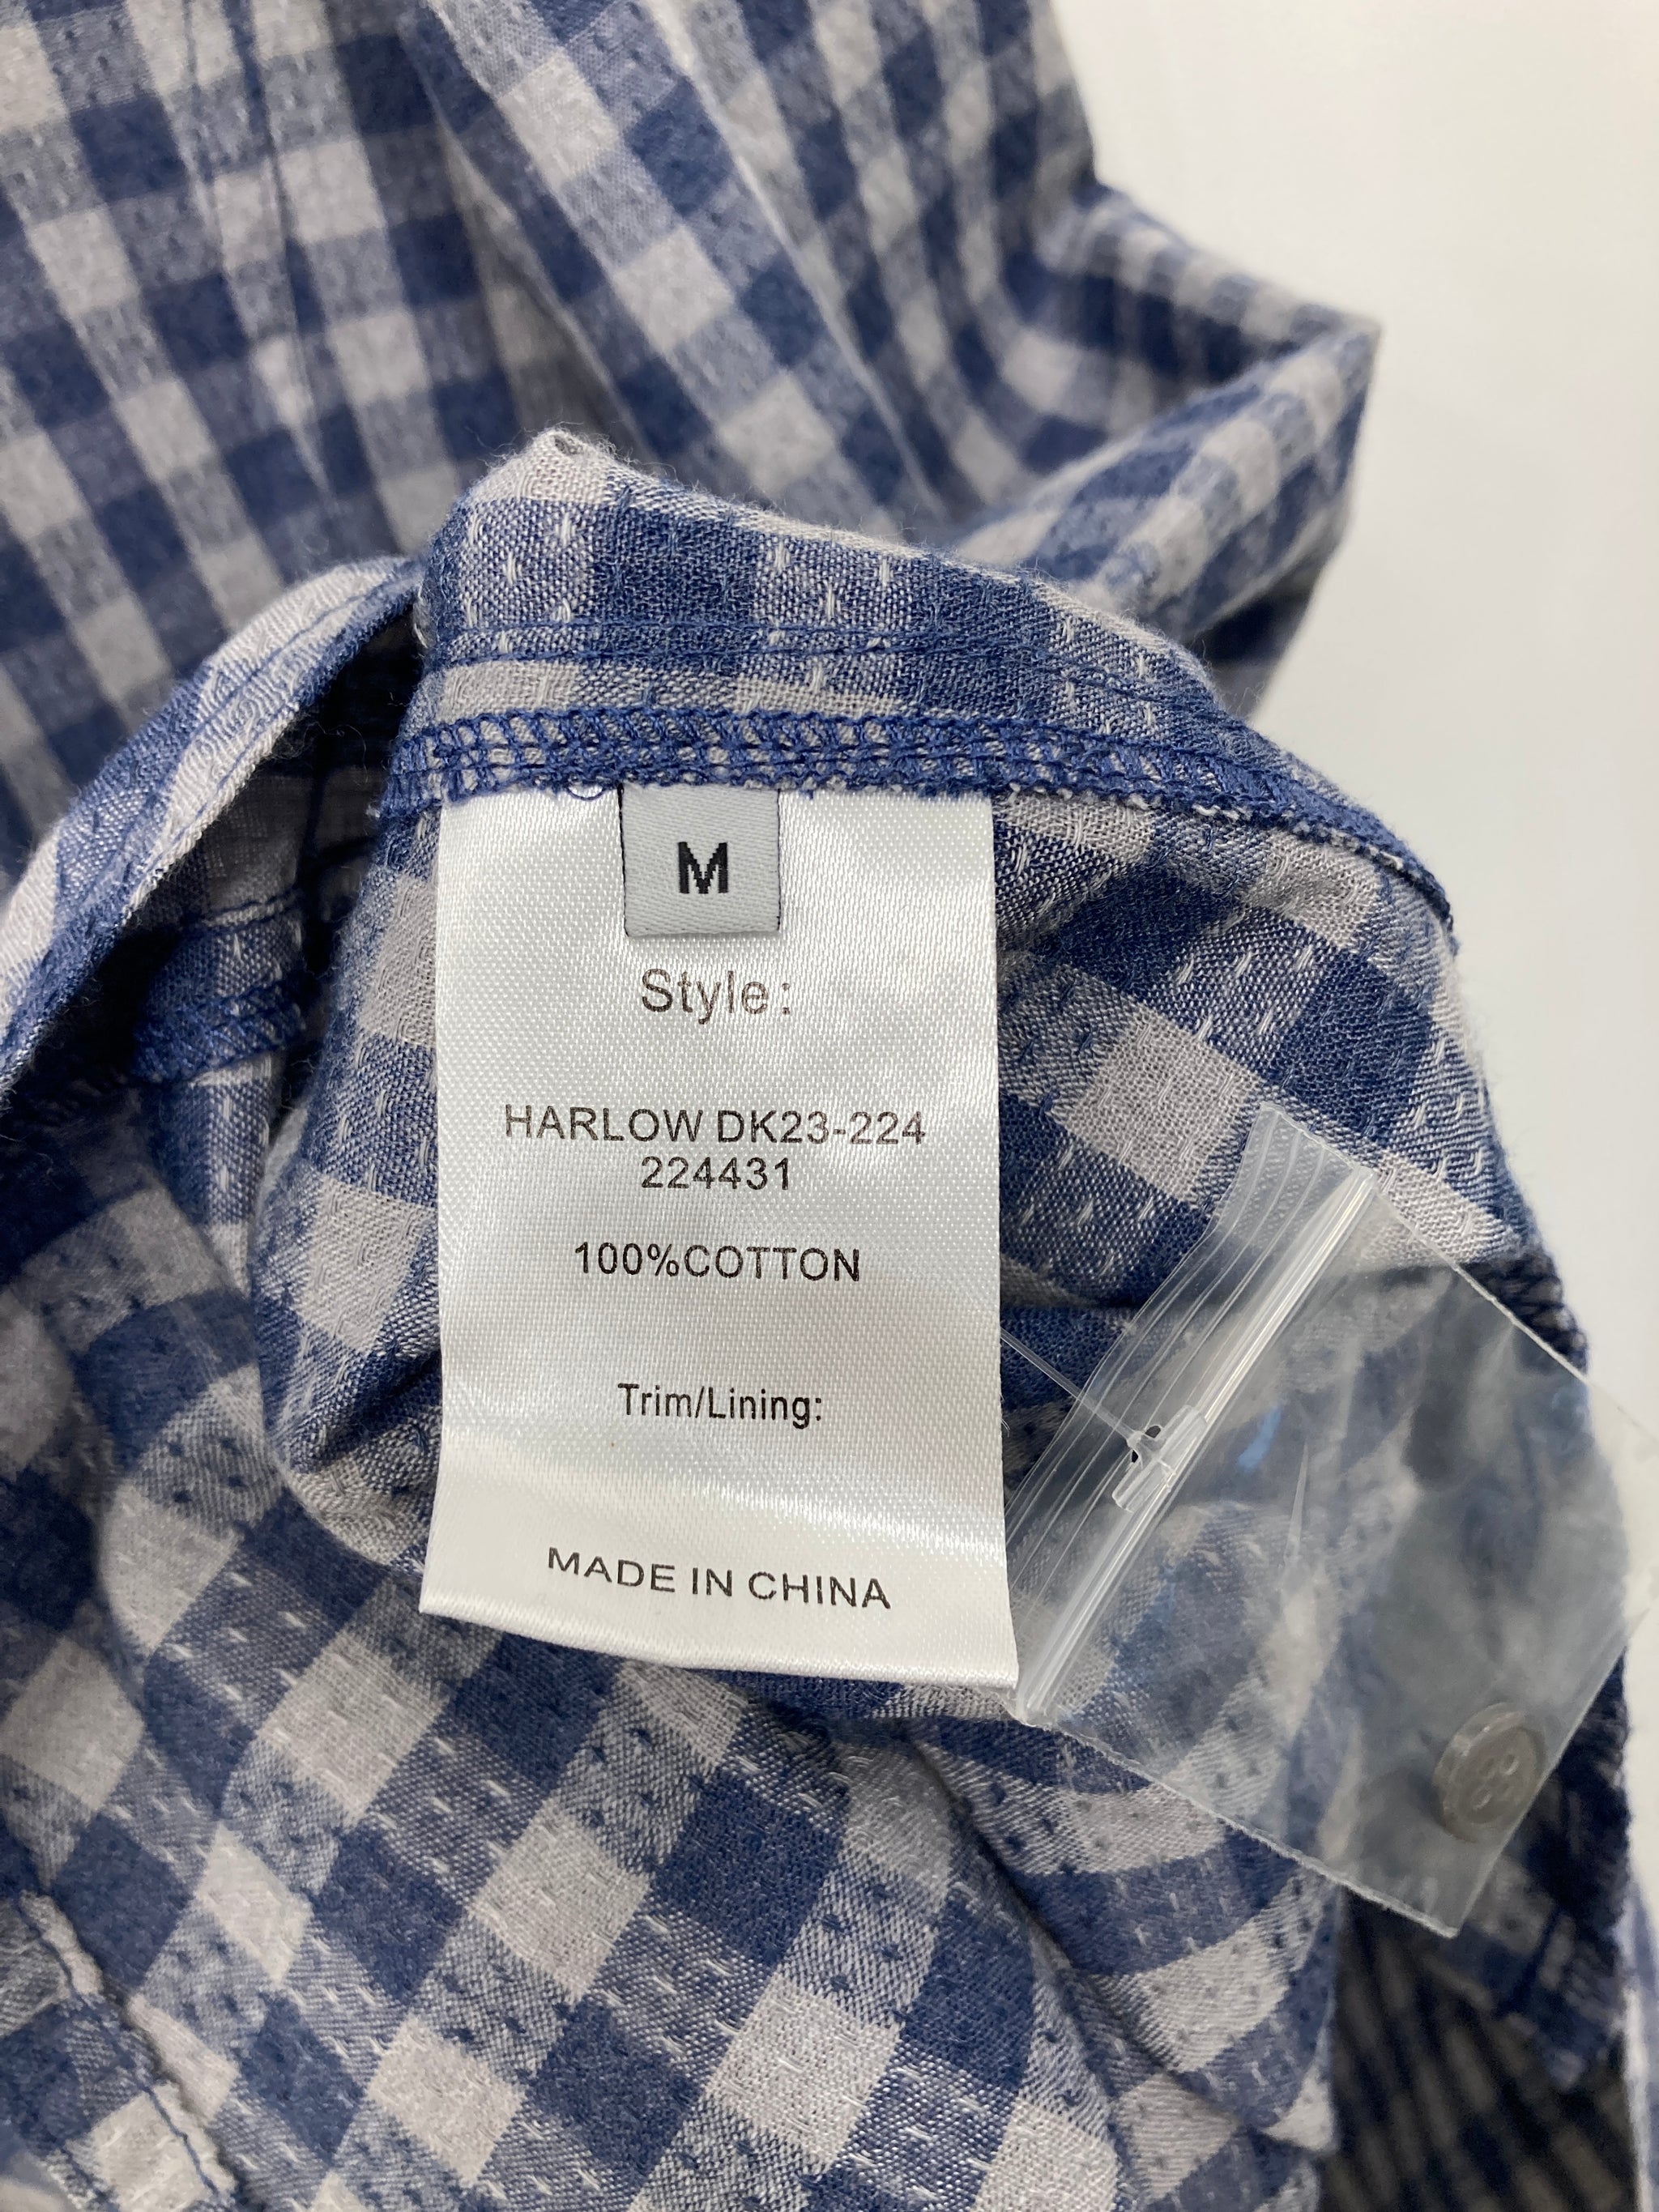 M
Style:
HARLOW DK23-224
224431
100%COTTON
Trim/Lining:
MADE IN CHINA